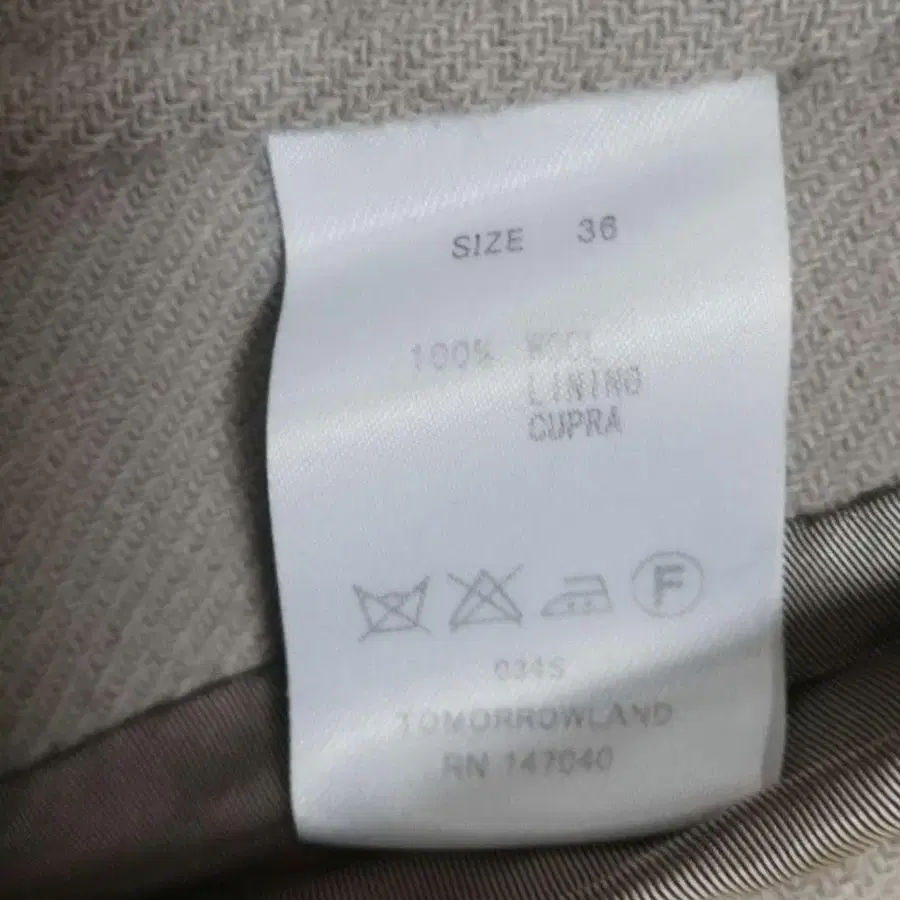 SIZE 36
100% WOOL
LINING
CUPRA
F
034S
TOMORROWLAND
RN 147040